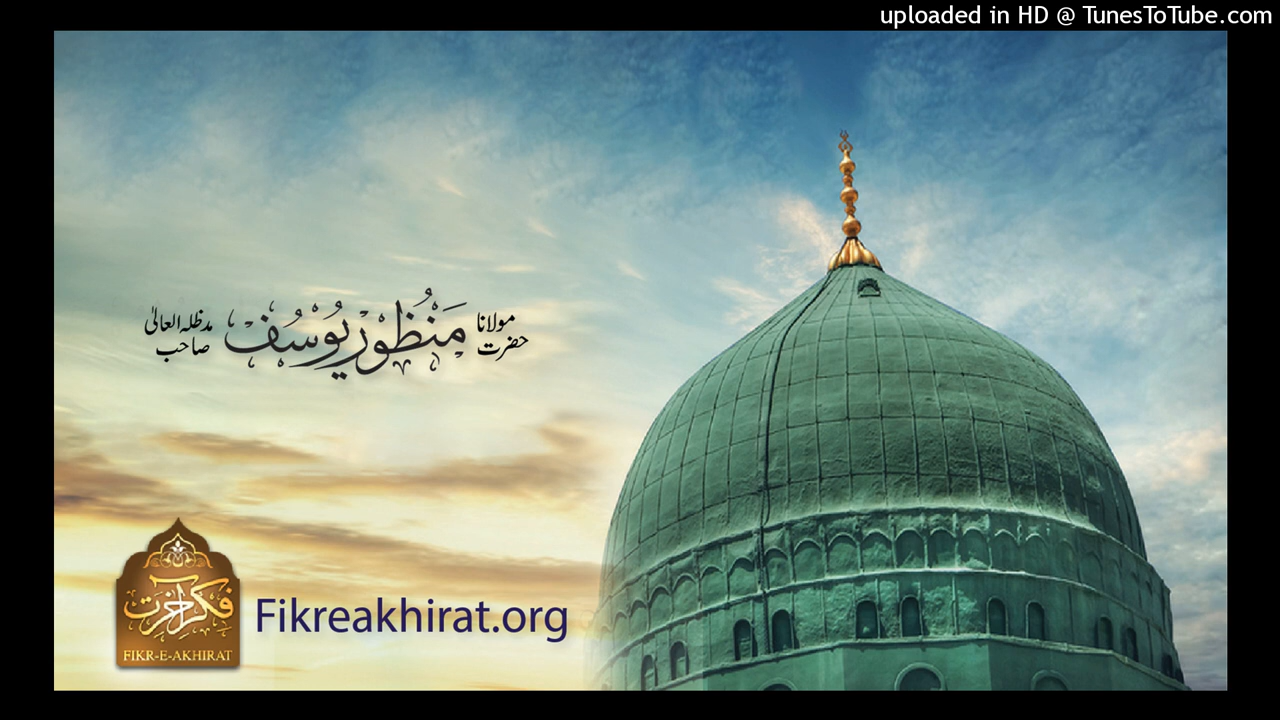 uploaded in HD @ TunesToTube.com
حضرت مولانا منظور یوسف صاحب مدظلہ العالیٰ
فکر آخرت
FIKR-E-AKHIRAT
Fikreakhirat.org